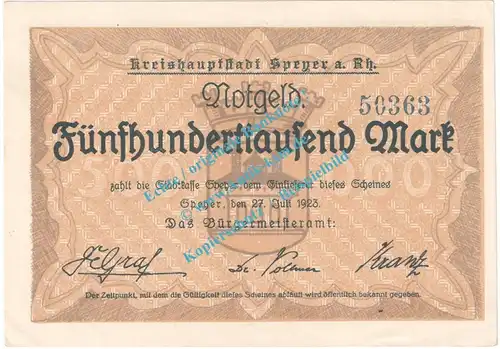 Kreishauptstadt Speyer a. Rh.
Notgeld.
50363
Fünfhunderttausend Mark
zahlt die Stadtkasse Speyer dem Einlieferer dieses Scheines
Speyer, den 27. Juli 1923.
Das Bürgermeisteramt:
Der Zeitpunkt, mit dem die Gültigkeit dieses Scheines abläuft wird öffentlich bekannt gegeben.